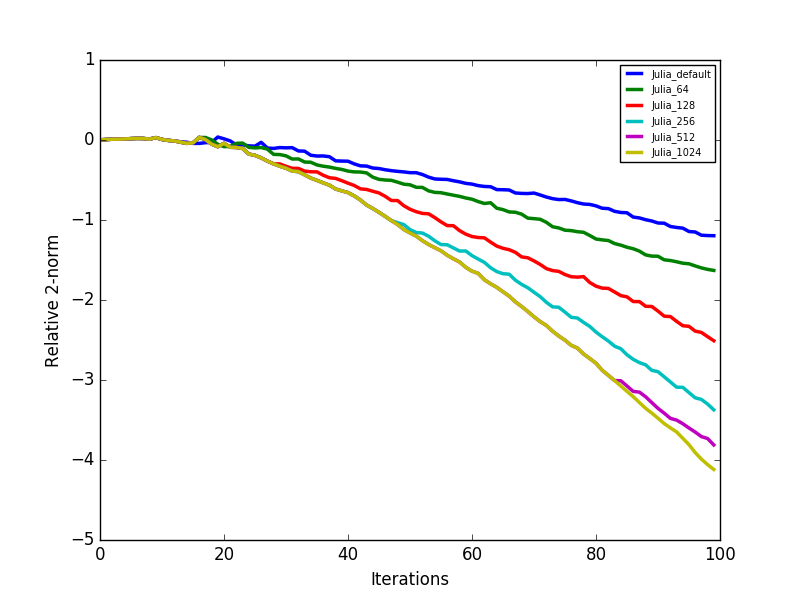 1
0
−1
−2
−3
−4
−5
Relative 2-norm
0 20 40 60 80 100
Iterations
Julia_default
Julia_64
Julia_128
Julia_256
Julia_512
Julia_1024